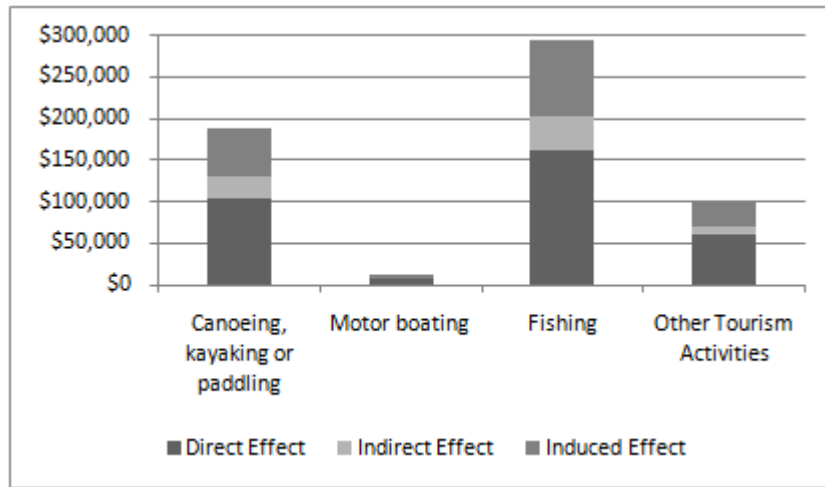 $300,000
$250,000
$200,000
$150,000
$100,000
$50,000
$0
Canoeing,
kayaking or
paddling
Motor boating
Fishing
Other Tourism
Activities
Direct Effect
Indirect Effect
Induced Effect